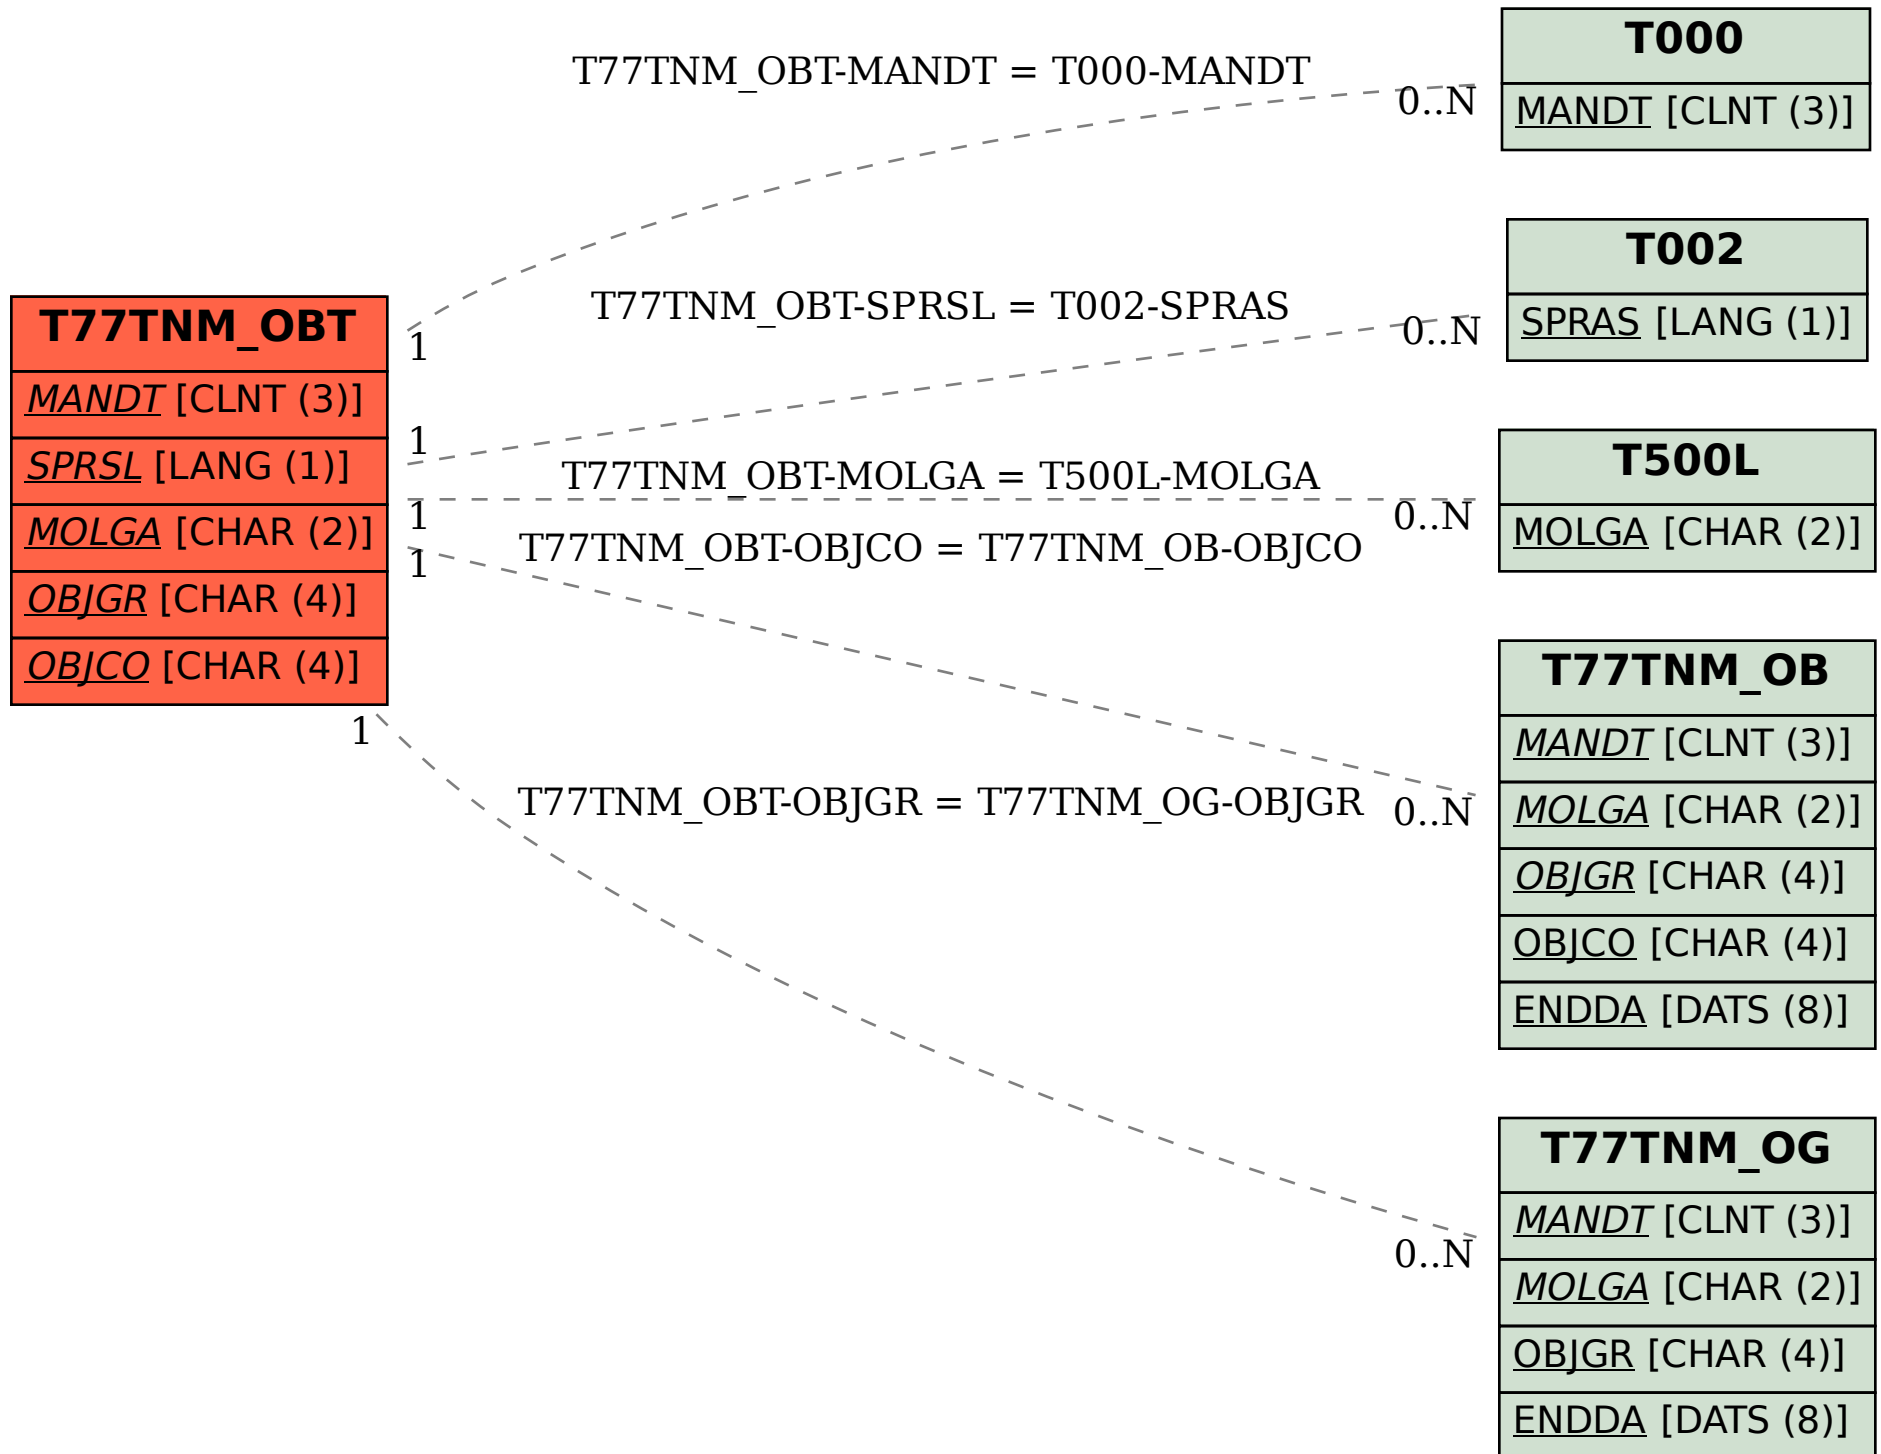 T77TNM_OBT
MANDT [CLNT (3)]
SPRSL [LANG (1)]
MOLGA [CHAR (2)]
OBJGR [CHAR (4)]
OBJCO [CHAR (4)]
T77TNM_OBT-MANDT = T000-MANDT
1
0..N
T77TNM_OBT-SPRSL = T002-SPRAS
1
0..N
T77TNM_OBT-MOLGA = T500L-MOLGA
1
0..N
T77TNM_OBT-OBJCO = T77TNM_OB-OBJCO
1
0..N
T77TNM_OBT-OBJGR = T77TNM_OG-OBJGR
1
0..N
T000
MANDT [CLNT (3)]
T002
SPRAS [LANG (1)]
T500L
MOLGA [CHAR (2)]
T77TNM_OB
MANDT [CLNT (3)]
MOLGA [CHAR (2)]
OBJGR [CHAR (4)]
OBJCO [CHAR (4)]
ENDDA [DATS (8)]
T77TNM_OG
MANDT [CLNT (3)]
MOLGA [CHAR (2)]
OBJGR [CHAR (4)]
ENDDA [DATS (8)]